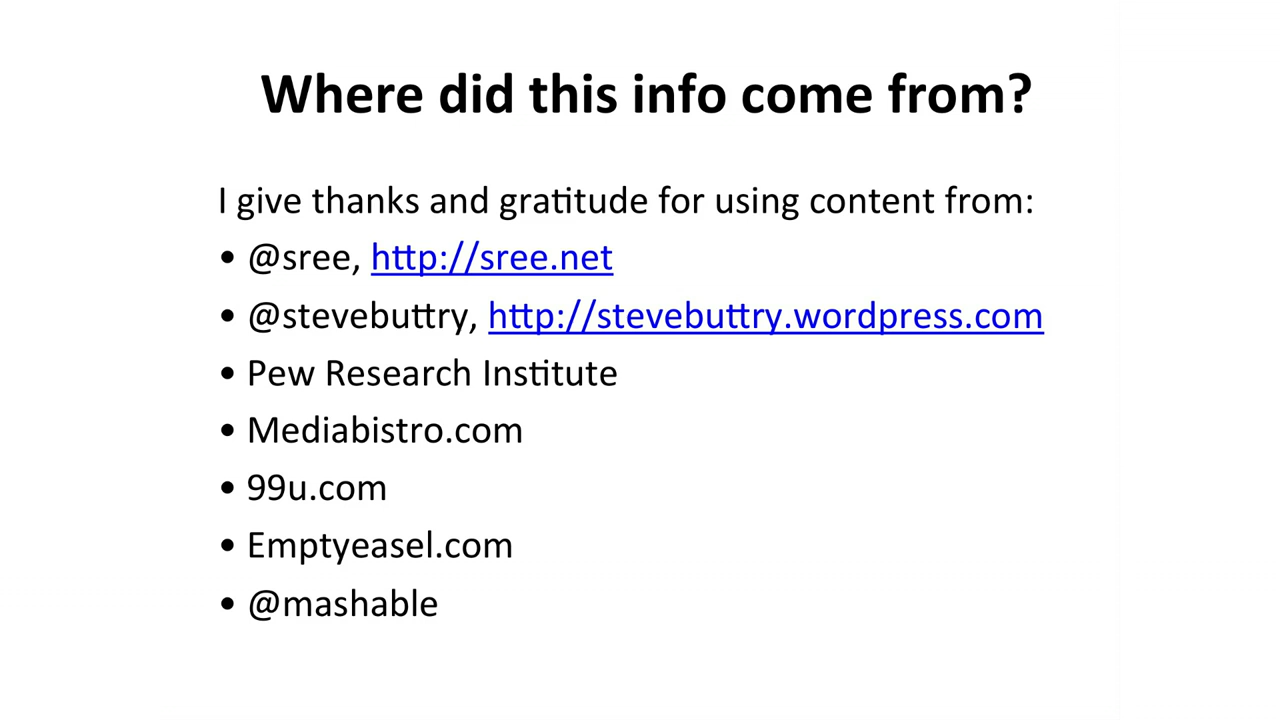 Where did this info come from?
I give thanks and gratitude for using content from:
• @sree, http://sree.net
• @stevebuttry, http://stevebuttry.wordpress.com
• Pew Research Institute
• Mediabistro.com
• 99u.com
• Emptyeasel.com
• @mashable